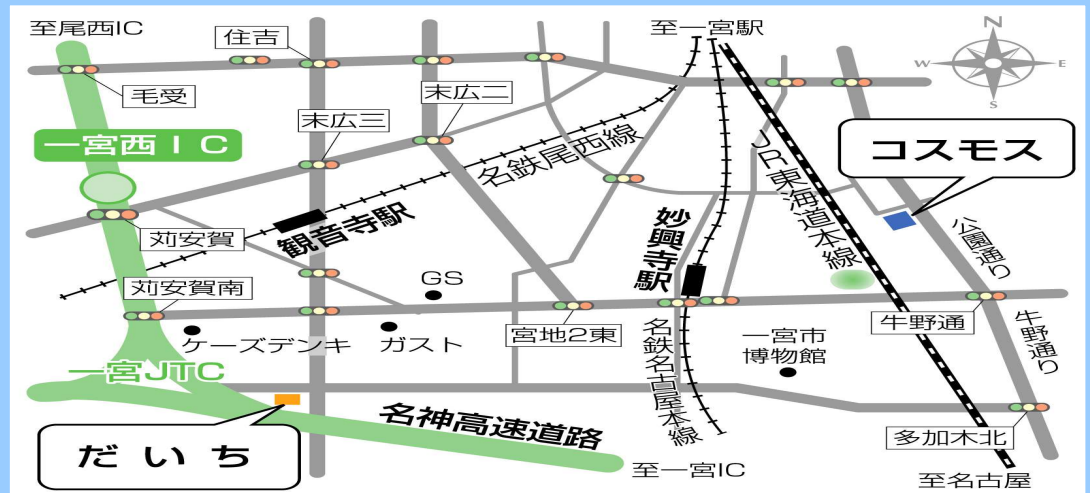 至尾西IC
住吉
至一宮駅
N
W
E
S
毛受
末広二
末広三
一宮西ＩＣ
名鉄尾西線
JR東海道本線
コスモス
苅安賀
観音寺駅
妙興寺駅
公園通り
苅安賀南
GS
ケーズデンキ
ガスト
宮地2東
名鉄名古屋本線
一宮市
博物館
牛野通
牛野通り
一宮JTC
名神高速道路
多加木北
だいち
至一宮IC
至名古屋